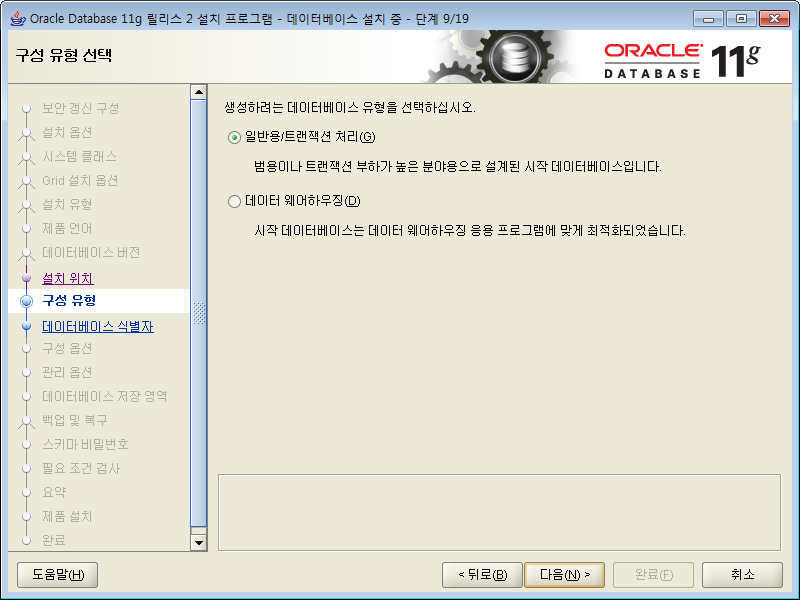 Oracle Database 11g 릴리스 2 설치 프로그램 - 데이터베이스 설치 중 - 단계 9/19
구성 유형 선택
ORACLE
DATABASE
11g
보안 갱신 구성
설치 옵션
시스템 클래스
Grid 설치 옵션
설치 유형
제품 언어
데이터베이스 버전
설치 위치
구성 유형
데이터베이스 식별자
구성 옵션
관리 옵션
데이터베이스 저장 영역
백업 및 복구
스키마 비밀번호
필요 조건 검사
요약
제품 설치
완료
생성하려는 데이터베이스 유형을 선택하십시오.
일반용/트랜잭션 처리(G)
범용이나 트랜잭션 부하가 높은 분야용으로 설계된 시작 데이터베이스입니다.
데이터 웨어하우징(D)
시작 데이터베이스는 데이터 웨어하우징 응용 프로그램에 맞게 최적화되었습니다.
도움말(H)
< 뒤로(B)
다음(N) >
완료(F)
취소